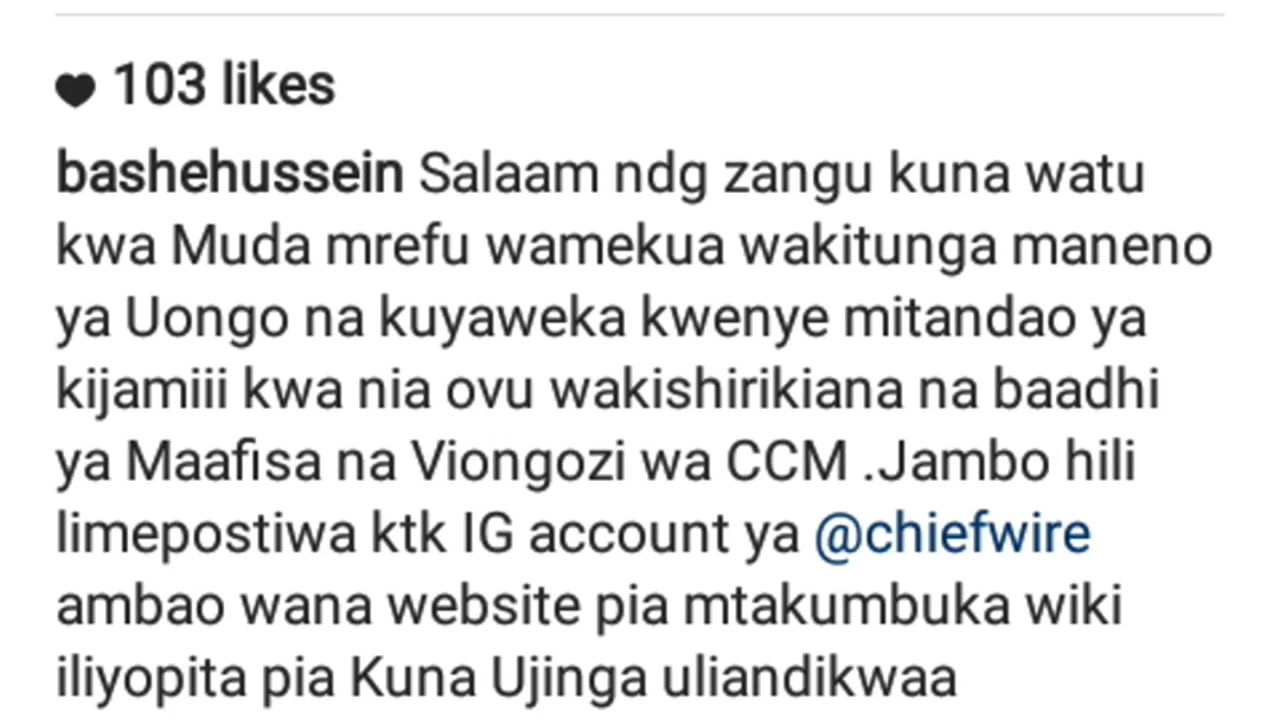 103 likes
bashehussein Salaam ndg zangu kuna watu
kwa Muda mrefu wamekua wakitunga maneno
ya Uongo na kuyaweka kwenye mitandao ya
kijamiii kwa nia ovu wakishirikiana na baadhi
ya Maafisa na Viongozi wa CCM .Jambo hili
limepostiwa ktk IG account ya @chiefwire
ambao wana website pia mtakumbuka wiki
iliyopita pia Kuna Ujinga uliandikwaa